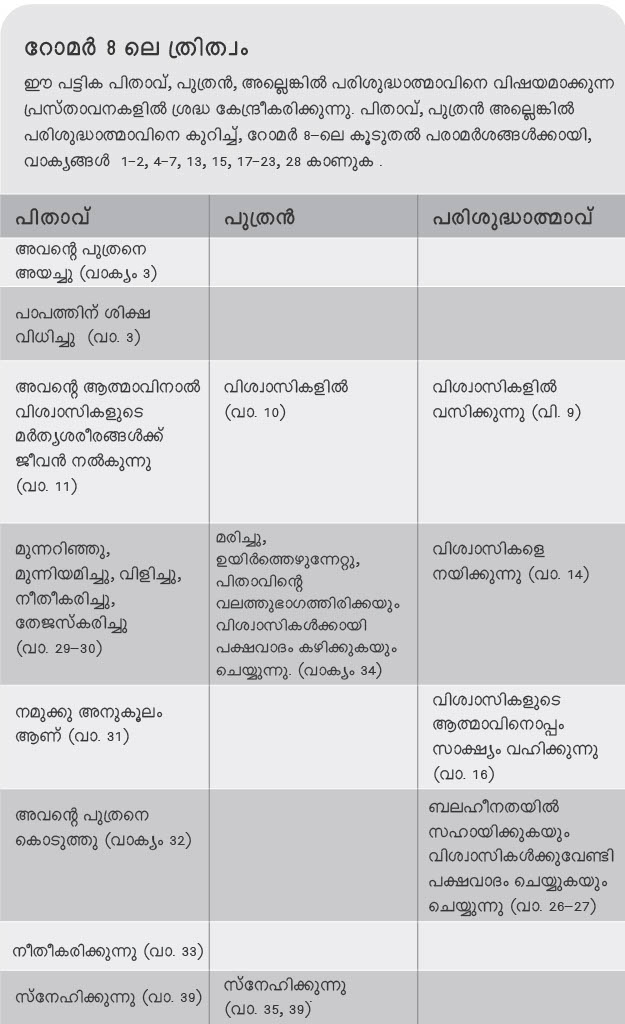 റോമർ 8 ലെ ത്രിത്വം
ഈ പട്ടിക പിതാവ്, പുത്രൻ, അല്ലെങ്കിൽ പരിശുദ്ധാത്മാവിനെ വിഷയമാക്കുന്ന
പ്രസ്താവനകളിൽ ശ്രദ്ധ കേന്ദ്രീകരിക്കുന്നു. പിതാവ്, പുത്രൻ അല്ലെങ്കിൽ
പരിശുദ്ധാത്മാവിനെ കുറിച്ച്, റോമർ 8–ലെ കൂടുതൽ പരാമർശങ്ങൾക്കായി,
വാക്യങ്ങൾ 1–2, 4–7, 13, 15, 17–23, 28 കാണുക .
പിതാവ്
പുത്രൻ
പരിശുദ്ധാത്മാവ്
അവന്റെ പുത്രനെ
അയച്ചു (വാക്യം 3)
പാപത്തിന് ശിക്ഷ
വിധിച്ചു (വാ. 3)
അവന്റെ ആത്മാവിനാൽ
വിശ്വാസികളുടെ
മർത്യശരീരങ്ങൾക്ക്
ജീവൻ നൽകുന്നു
(വാ. 11)
വിശ്വാസികളിൽ
(വാ. 10)
വിശ്വാസികളിൽ
വസിക്കുന്നു (വി. 9)
മുന്നറിഞ്ഞു,
മുന്നിയമിച്ചു, വിളിച്ചു,
നീതീകരിച്ചു,
തേജസ്കരിച്ചു
(വാ. 29–30)
മരിച്ചു,
ഉയിർത്തെഴുന്നേറ്റു,
പിതാവിന്റെ
വലത്തുഭാഗത്തിരിക്കയും
വിശ്വാസികൾക്കായി
പക്ഷവാദം കഴിക്കുകയും
ചെയ്യുന്നു. (വാക്യം 34)
വിശ്വാസികളെ
നയിക്കുന്നു (വാ. 14)
നമുക്കു അനുകൂലം
ആണ് (വാ. 31)
വിശ്വാസികളുടെ
ആത്മാവിനൊപ്പം
സാക്ഷ്യം വഹിക്കുന്നു
(വാ. 16)
അവന്റെ പുത്രനെ
കൊടുത്തു (വാക്യം 32)
ബലഹീനതയിൽ
സഹായിക്കുകയും
വിശ്വാസികൾക്കുവേണ്ടി
പക്ഷവാദം ചെയ്യുകയും
ചെയ്യുന്നു (വാ. 26–27)
നീതീകരിക്കുന്നു (വാ. 33)
സ്നേഹിക്കുന്നു (വാ. 39)
സ്നേഹിക്കുന്നു
(വാ. 35, 39)